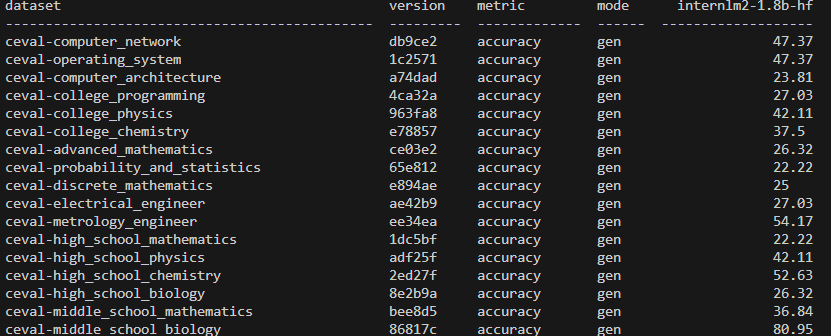 dataset version metric mode internlm2-1.8b-hf
---------------------------------------------- --------- ------------- ------ -------------------
ceval-computer_network db9ce2 accuracy gen 47.37
ceval-operating_system 1c2571 accuracy gen 47.37
ceval-computer_architecture a74dad accuracy gen 23.81
ceval-college_programming 4ca32a accuracy gen 27.03
ceval-college_physics 963fa8 accuracy gen 42.11
ceval-college_chemistry e78857 accuracy gen 37.5
ceval-advanced_mathematics ce03e2 accuracy gen 26.32
ceval-probability_and_statistics 65e812 accuracy gen 22.22
ceval-discrete_mathematics e894ae accuracy gen 25
ceval-electrical_engineer ae42b9 accuracy gen 27.03
ceval-metrology_engineer ee34ea accuracy gen 54.17
ceval-high_school_mathematics 1dc5bf accuracy gen 22.22
ceval-high_school_physics adf25f accuracy gen 42.11
ceval-high_school_chemistry 2ed27f accuracy gen 52.63
ceval-high_school_biology 8e2b9a accuracy gen 26.32
ceval-middle_school_mathematics bee8d5 accuracy gen 36.84
ceval-middle_school_biology 86817c accuracy gen 80.95